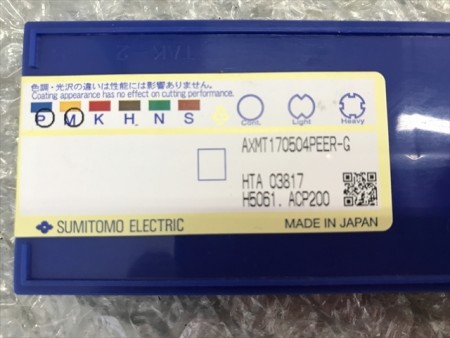 色調・光沢の違いは性能には影響ありません。
Coating appearance has no effect on cutting performance.
P M K H N S
Cont. Light Heavy
AXMT170504PEER-G
HTA 03817
H5061. ACP200
SUMITOMO ELECTRIC
MADE IN JAPAN